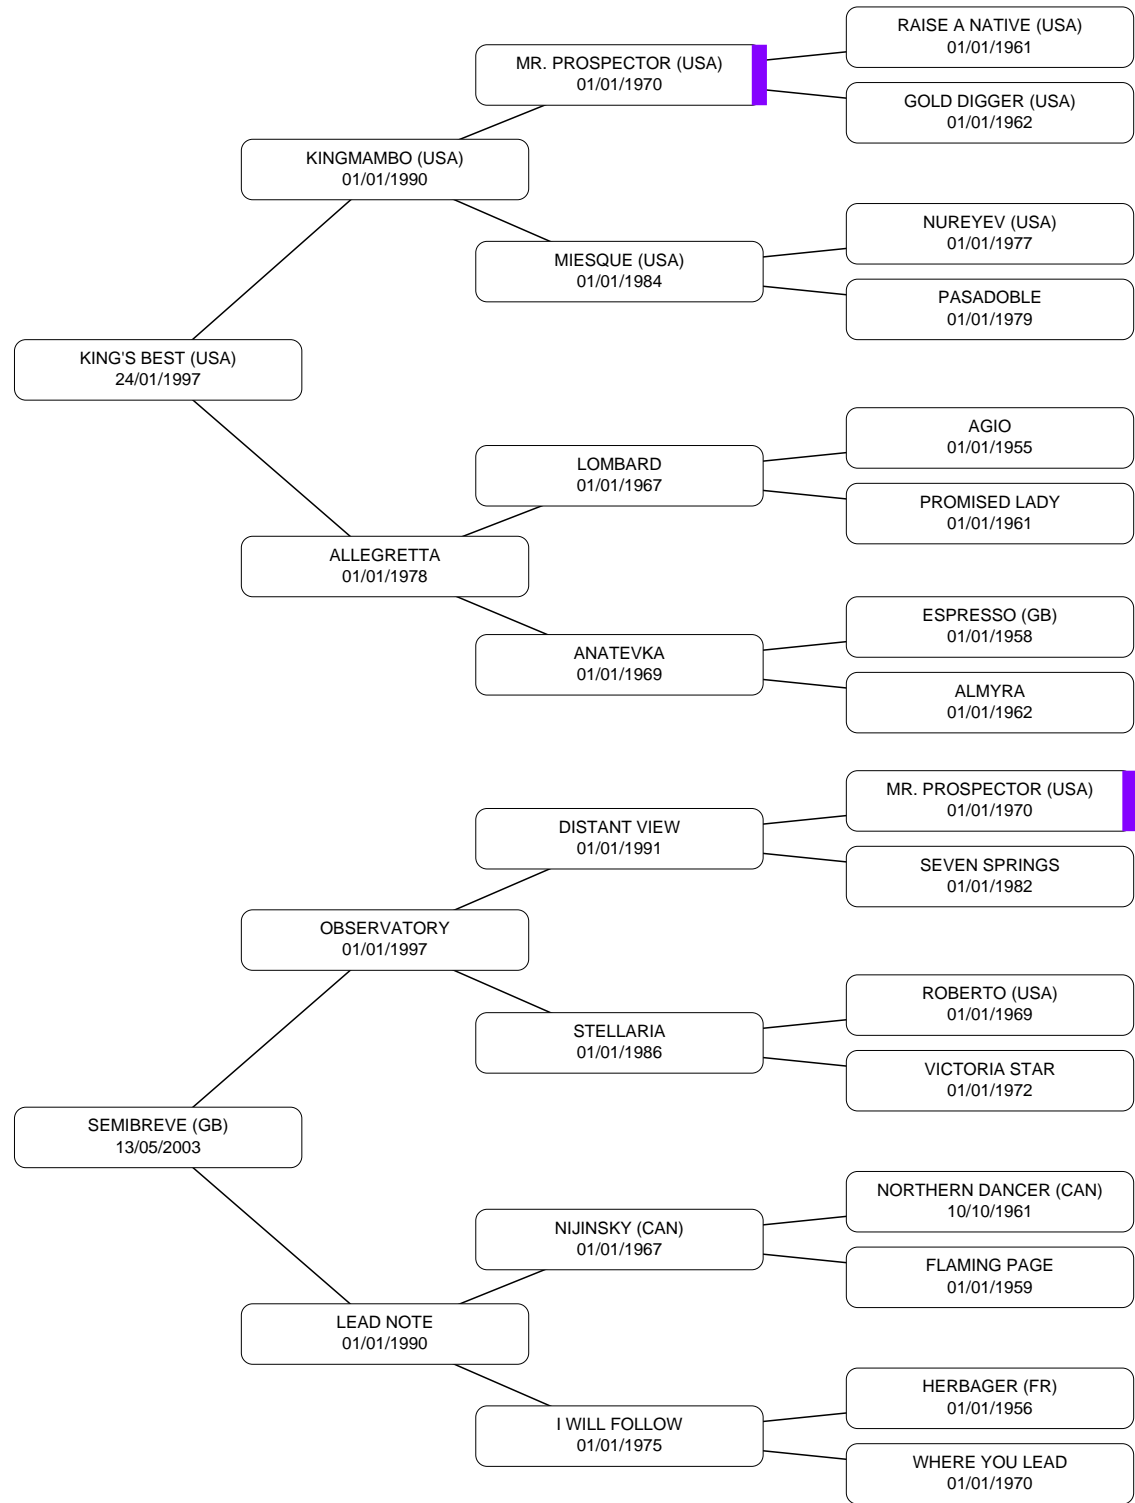 RAISE A NATIVE (USA)
01/01/1961
MR. PROSPECTOR (USA)
01/01/1970
GOLD DIGGER (USA)
01/01/1962
KINGMAMBO (USA)
01/01/1990
NUREYEV (USA)
01/01/1977
MIESQUE (USA)
01/01/1984
PASADOBLE
01/01/1979
KING'S BEST (USA)
24/01/1997
AGIO
01/01/1955
LOMBARD
01/01/1967
PROMISED LADY
01/01/1961
ALLEGRETTA
01/01/1978
ESPRESSO (GB)
01/01/1958
ANATEVKA
01/01/1969
ALMYRA
01/01/1962
MR. PROSPECTOR (USA)
01/01/1970
DISTANT VIEW
01/01/1991
SEVEN SPRINGS
01/01/1982
OBSERVATORY
01/01/1997
ROBERTO (USA)
01/01/1969
STELLARIA
01/01/1986
VICTORIA STAR
01/01/1972
SEMIBREVE (GB)
13/05/2003
NORTHERN DANCER (CAN)
10/10/1961
NIJINSKY (CAN)
01/01/1967
FLAMING PAGE
01/01/1959
LEAD NOTE
01/01/1990
HERBAGER (FR)
01/01/1956
I WILL FOLLOW
01/01/1975
WHERE YOU LEAD
01/01/1970